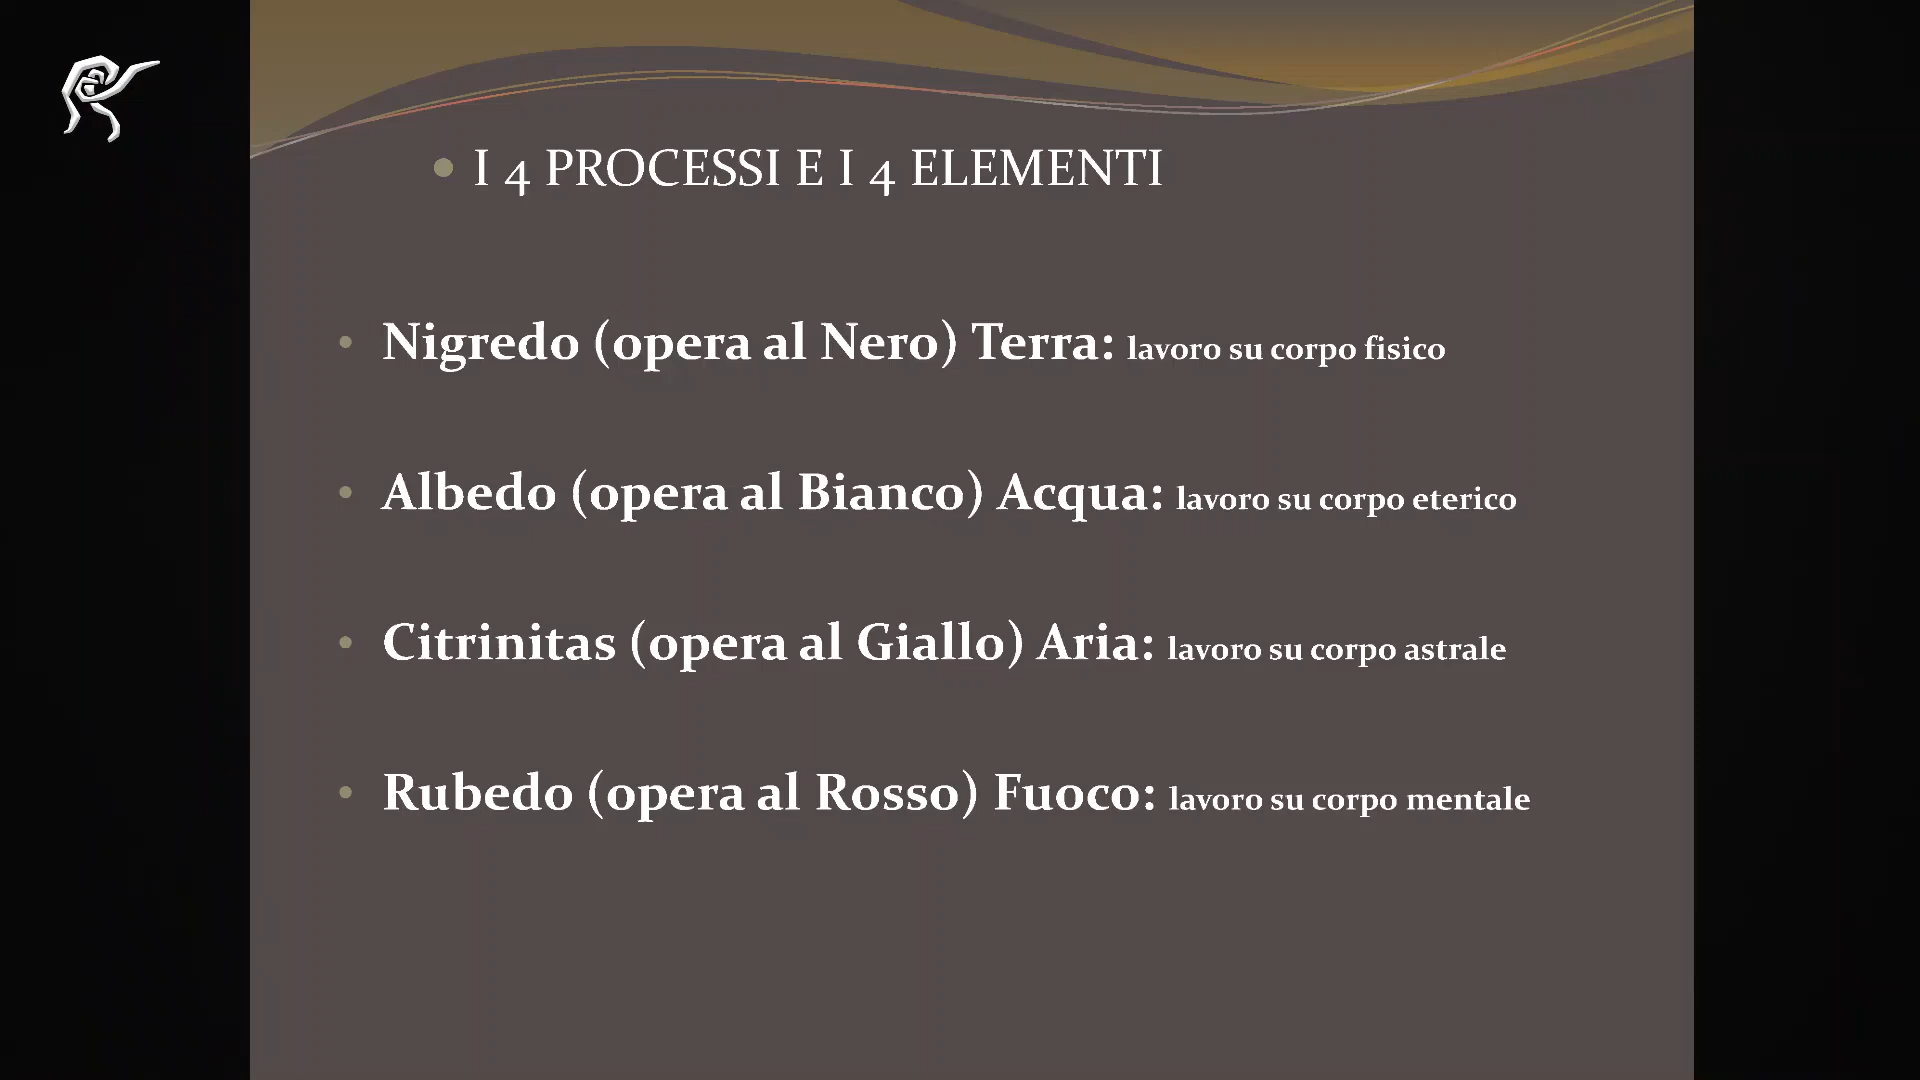 I 4 PROCESSI E I 4 ELEMENTI
Nigredo (opera al Nero) Terra: lavoro su corpo fisico
Albedo (opera al Bianco) Acqua: lavoro su corpo eterico
Citrinitas (opera al Giallo) Aria: lavoro su corpo astrale
Rubedo (opera al Rosso) Fuoco: lavoro su corpo mentale